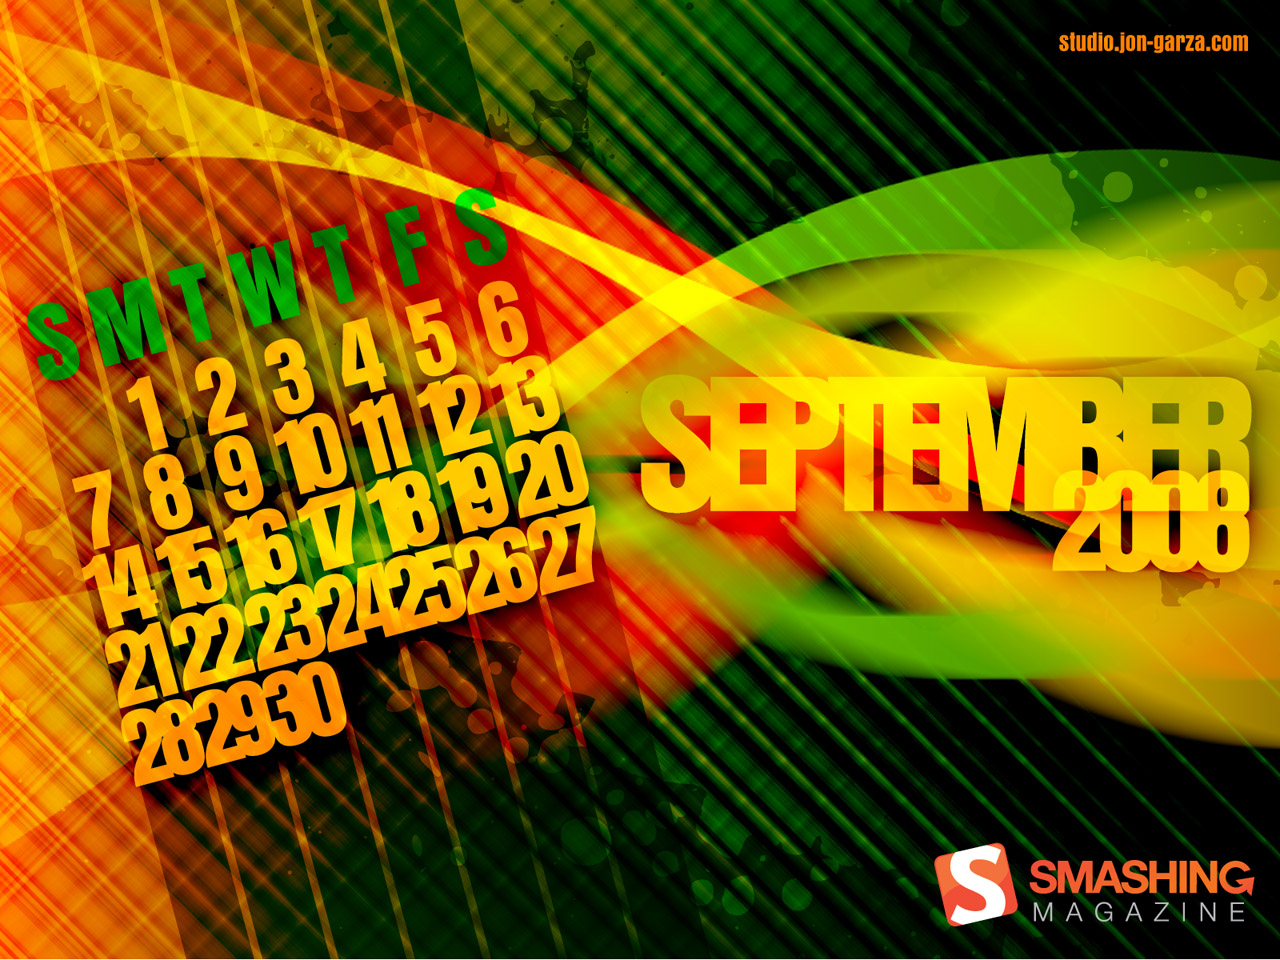 studio.jon-garza.com
S M T W T F S
1 2 3 4 5 6
7 8 9 10 11 12 13
14 15 16 17 18 19 20
21 22 23 24 25 26 27
28 29 30
SEPTEMBER
2008
S
SMASHING
MAGAZINE